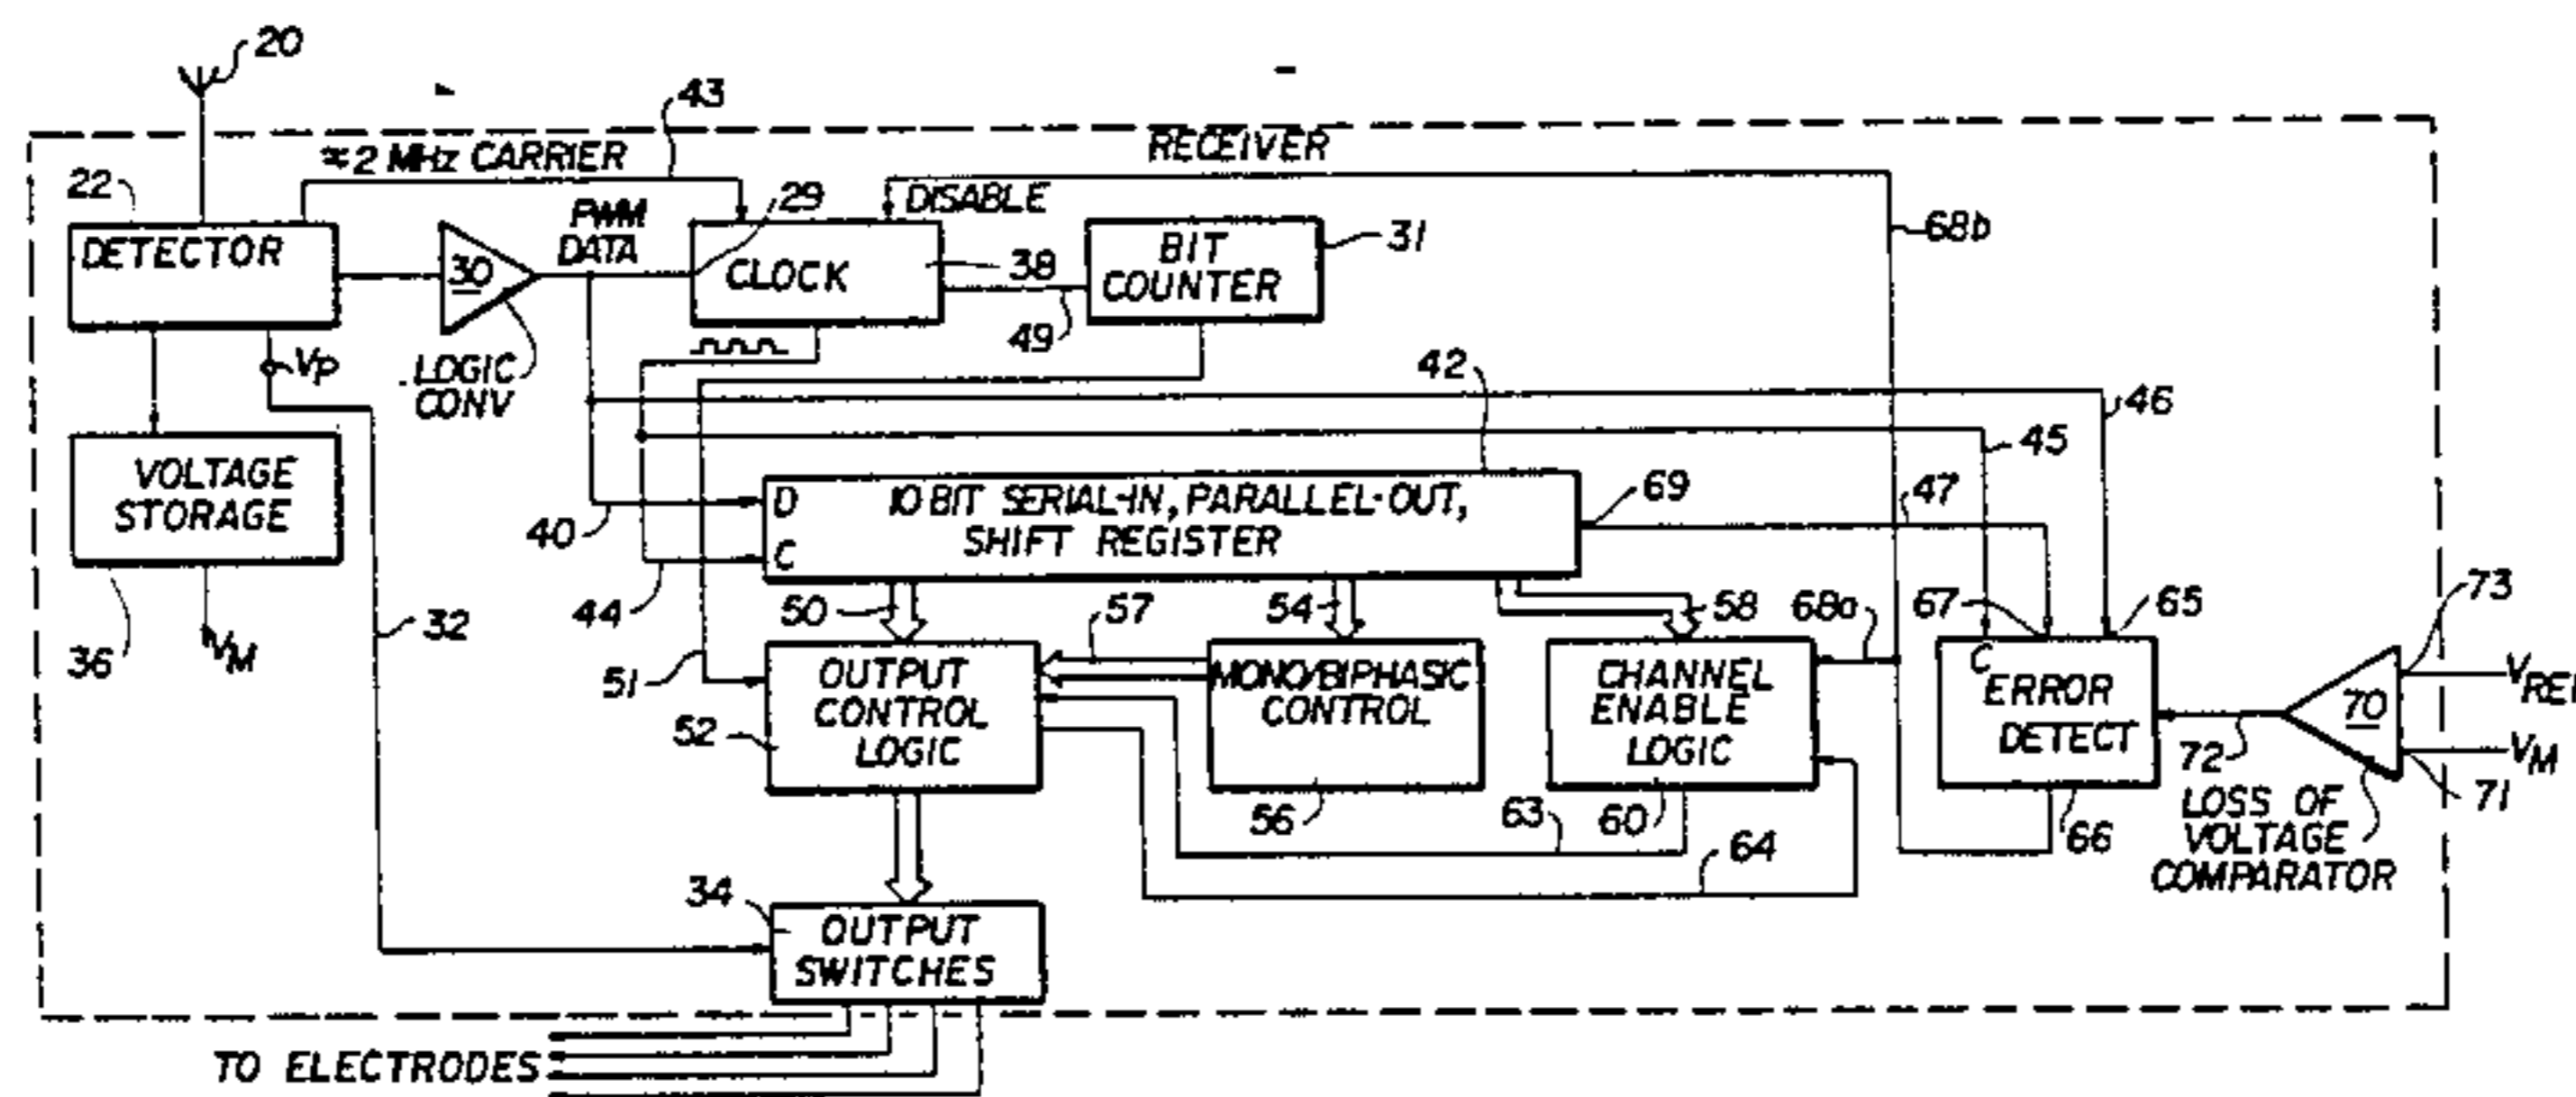 20
43
RECEIVER
≈2 MHz CARRIER
22
PWM
DATA
29
DISABLE
DETECTOR
30
CLOCK
38
BIT
COUNTER
31
68b
49
VP
LOGIC
CONV
42
46
45
VOLTAGE
STORAGE
D
10 BIT SERIAL-IN, PARALLEL-OUT,
SHIFT REGISTER
C
69
47
40
44
50
57
54
58
68a
67
65
73
36
VM
32
51
52
OUTPUT
CONTROL
LOGIC
MONO/BIPHASIC
CONTROL
CHANNEL
ENABLE
LOGIC
C
ERROR
DETECT
70
VREF
VM
72
71
56
63
60
64
66
LOSS OF
VOLTAGE
COMPARATOR
34
OUTPUT
SWITCHES
TO ELECTRODES